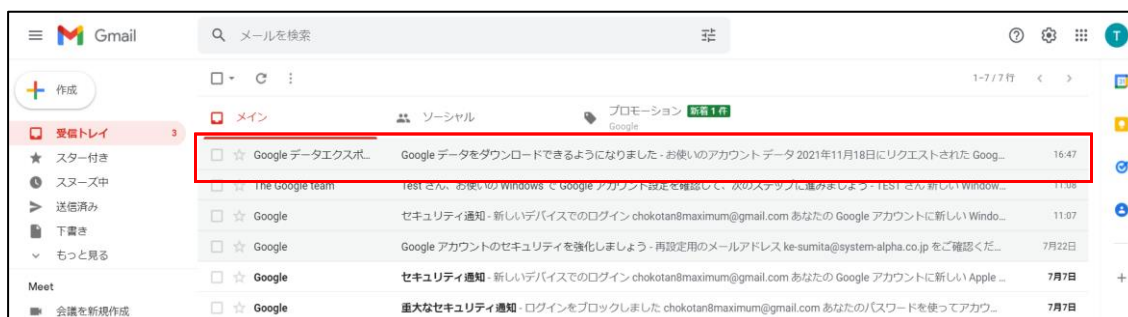 Gmail
メールを検索
T
作成
1-7 / 7 行
受信トレイ 3
スター付き
スヌーズ中
送信済み
下書き
もっと見る
Meet
会議を新規作成
メイン
ソーシャル
プロモーション 新着 1 件
Google
Google データエクスポ... Google データをダウンロードできるようになりました - お使いのアカウント データ 2021年11月18日にリクエストされた Goog... 16:47
The Google team Test さん、お使いの Windows で Google アカウント設定を確認して、次のステップに進みましょう - TEST さん 新しい Window... 11:08
Google セキュリティ通知 - 新しいデバイスでのログイン chokotan8maximum@gmail.com あなたの Google アカウントに新しい Windo... 11:07
Google Google アカウントのセキュリティを強化しましょう - 再設定用のメールアドレス ke-sumita@system-alpha.co.jp をご確認くだ... 7月22日
Google セキュリティ通知 - 新しいデバイスでのログイン chokotan8maximum@gmail.com あなたの Google アカウントに新しい Apple ... 7月7日
Google 重大なセキュリティ通知 - ログインをブロックしました chokotan8maximum@gmail.com あなたのパスワードを使ってアカウ... 7月7日